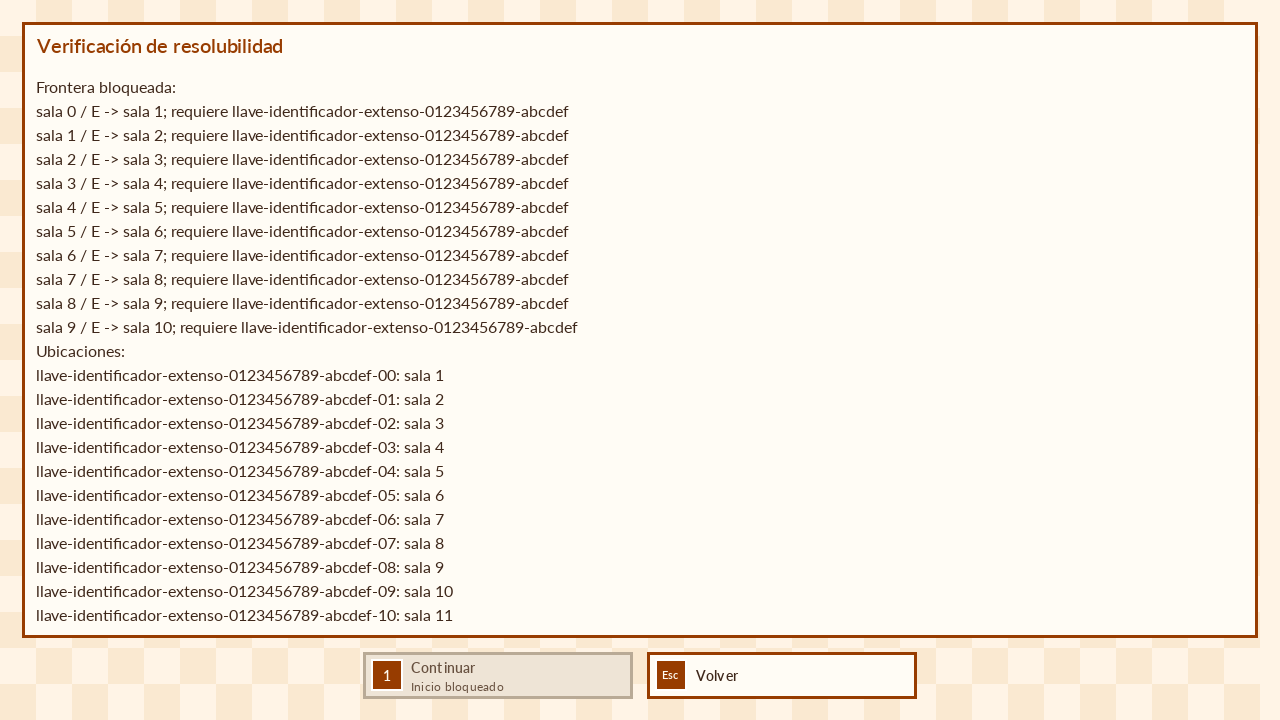 Verificación de resolubilidad
Frontera bloqueada:
sala 0 / E -> sala 1; requiere llave-identificador-extenso-0123456789-abcdef
sala 1 / E -> sala 2; requiere llave-identificador-extenso-0123456789-abcdef
sala 2 / E -> sala 3; requiere llave-identificador-extenso-0123456789-abcdef
sala 3 / E -> sala 4; requiere llave-identificador-extenso-0123456789-abcdef
sala 4 / E -> sala 5; requiere llave-identificador-extenso-0123456789-abcdef
sala 5 / E -> sala 6; requiere llave-identificador-extenso-0123456789-abcdef
sala 6 / E -> sala 7; requiere llave-identificador-extenso-0123456789-abcdef
sala 7 / E -> sala 8; requiere llave-identificador-extenso-0123456789-abcdef
sala 8 / E -> sala 9; requiere llave-identificador-extenso-0123456789-abcdef
sala 9 / E -> sala 10; requiere llave-identificador-extenso-0123456789-abcdef
Ubicaciones:
llave-identificador-extenso-0123456789-abcdef-00: sala 1
llave-identificador-extenso-0123456789-abcdef-01: sala 2
llave-identificador-extenso-0123456789-abcdef-02: sala 3
llave-identificador-extenso-0123456789-abcdef-03: sala 4
llave-identificador-extenso-0123456789-abcdef-04: sala 5
llave-identificador-extenso-0123456789-abcdef-05: sala 6
llave-identificador-extenso-0123456789-abcdef-06: sala 7
llave-identificador-extenso-0123456789-abcdef-07: sala 8
llave-identificador-extenso-0123456789-abcdef-08: sala 9
llave-identificador-extenso-0123456789-abcdef-09: sala 10
llave-identificador-extenso-0123456789-abcdef-10: sala 11
1 Continuar
Inicio bloqueado
Esc Volver